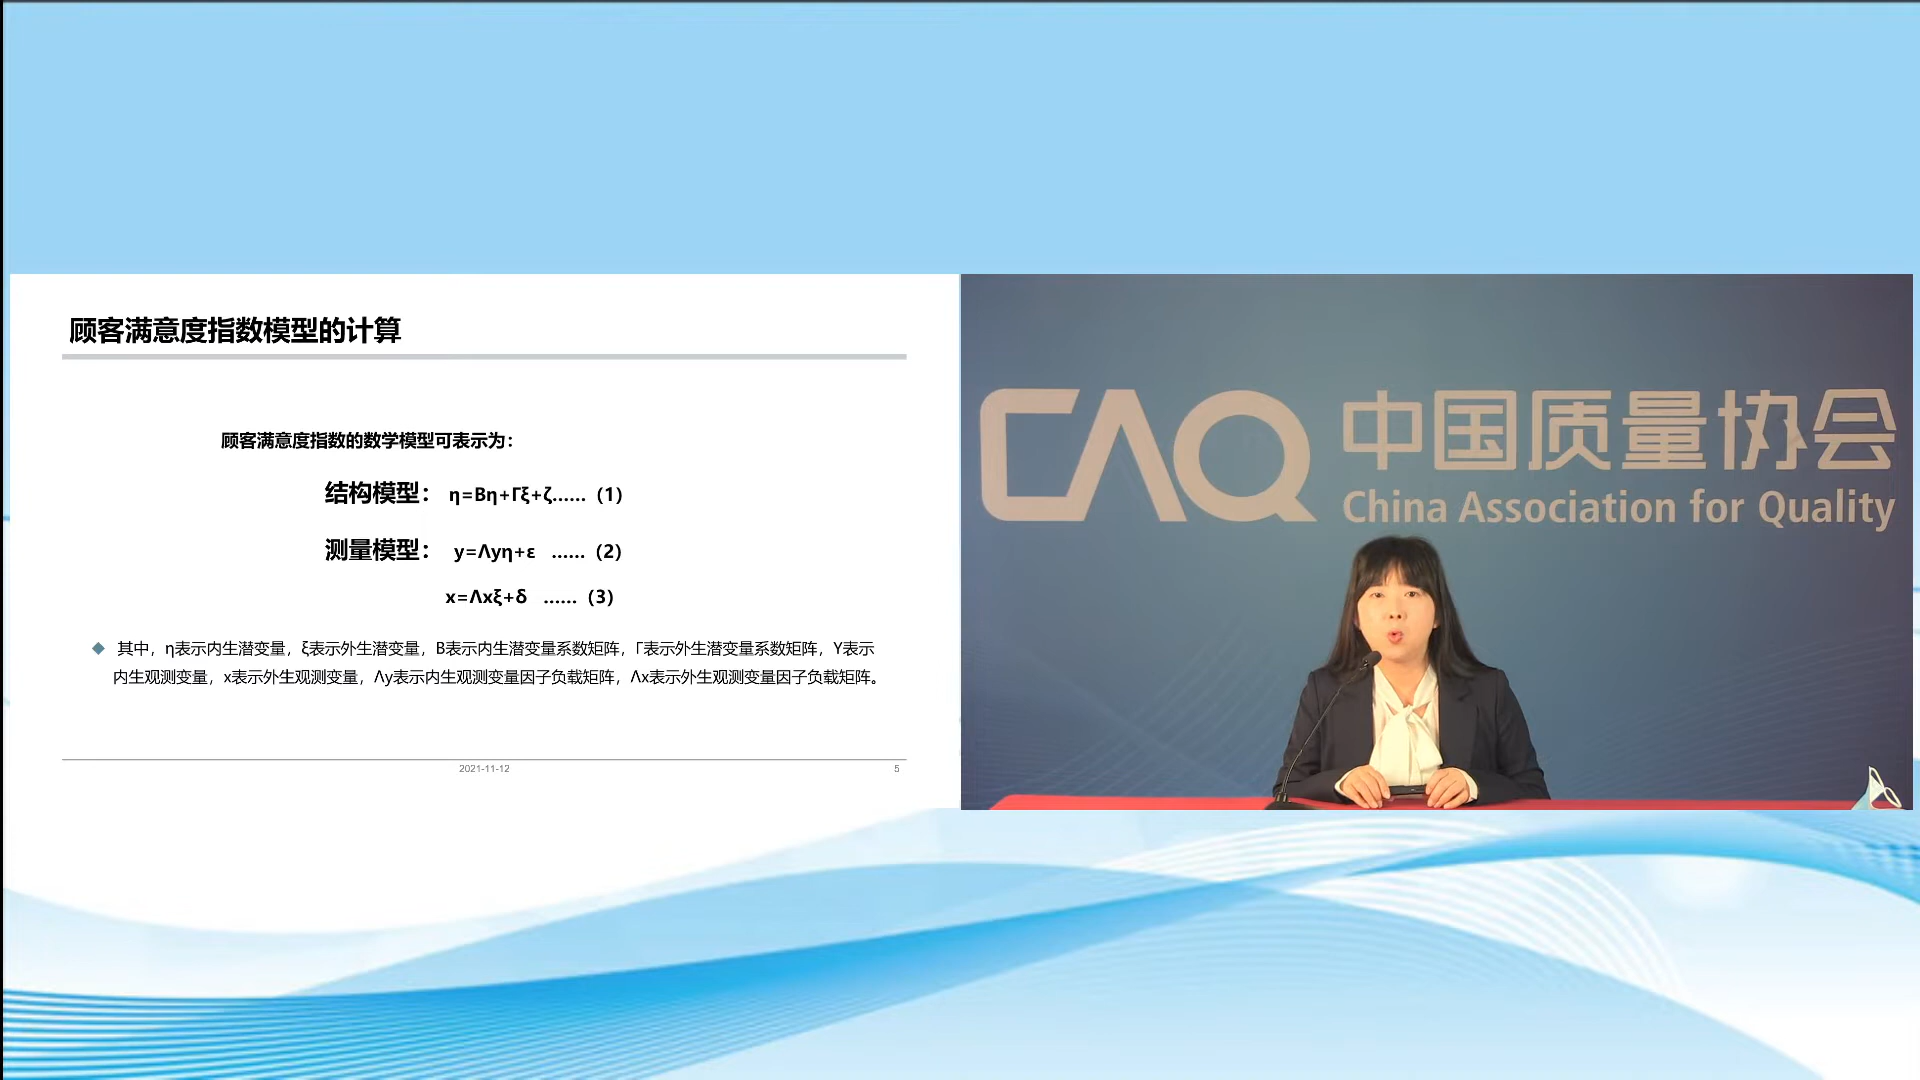 顾客满意度指数模型的计算
顾客满意度指数的数学模型可表示为：
结构模型： η=Bη+Γξ+ζ......（1）
测量模型： y=Λyη+ε ......（2）
x=Λxξ+δ ......（3）
其中，η表示内生潜变量，ξ表示外生潜变量，B表示内生潜变量系数矩阵，Γ表示外生潜变量系数矩阵，Y表示
内生观测变量，x表示外生观测变量，Λy表示内生观测变量因子负载矩阵，Λx表示外生观测变量因子负载矩阵。
2021-11-12
5
CAQ 中国质量协会
China Association for Quality